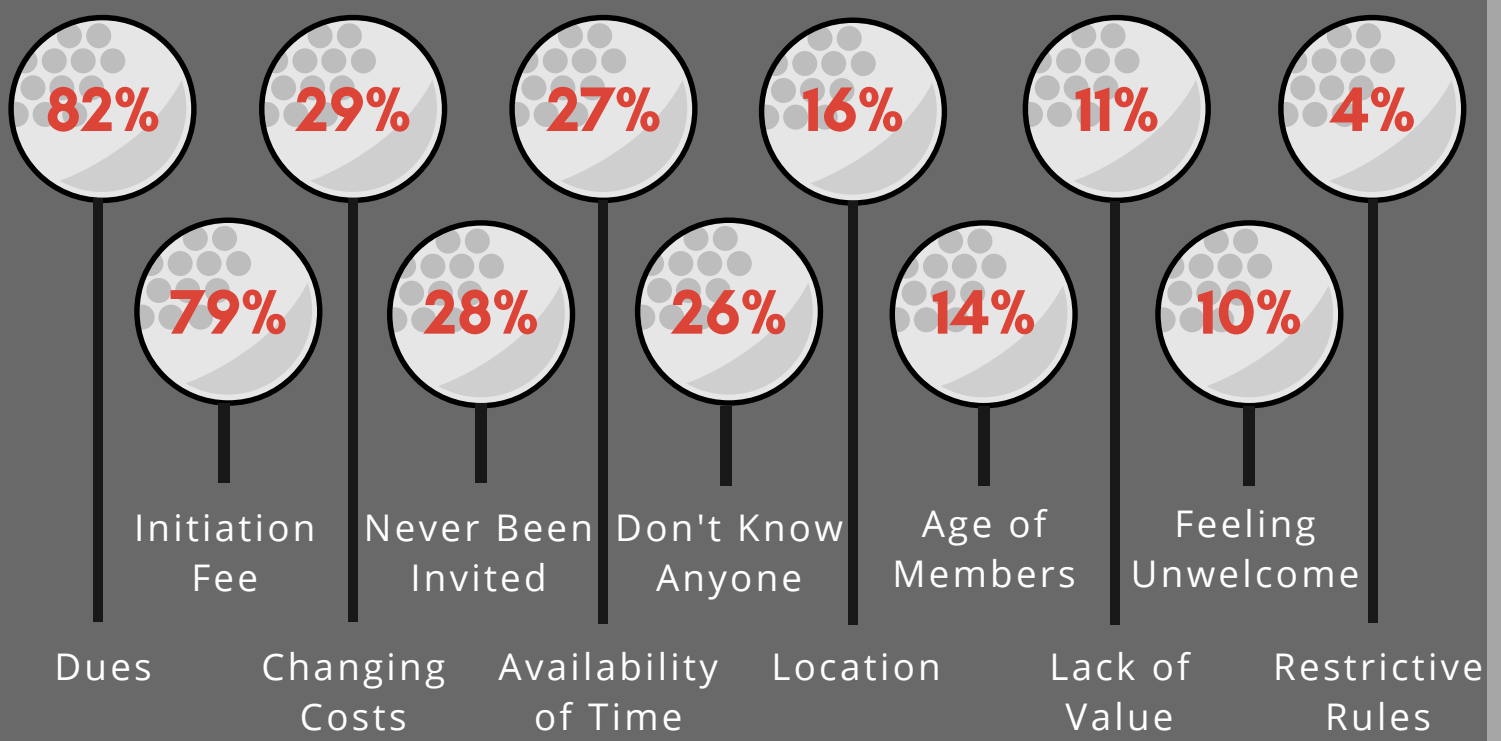 82%
29%
27%
16%
11%
4%
79%
28%
26%
14%
10%
Initiation
Fee
Never Been
Invited
Don't Know
Anyone
Age of
Members
Feeling
Unwelcome
Dues
Changing
Costs
Availability
of Time
Location
Lack of
Value
Restrictive
Rules